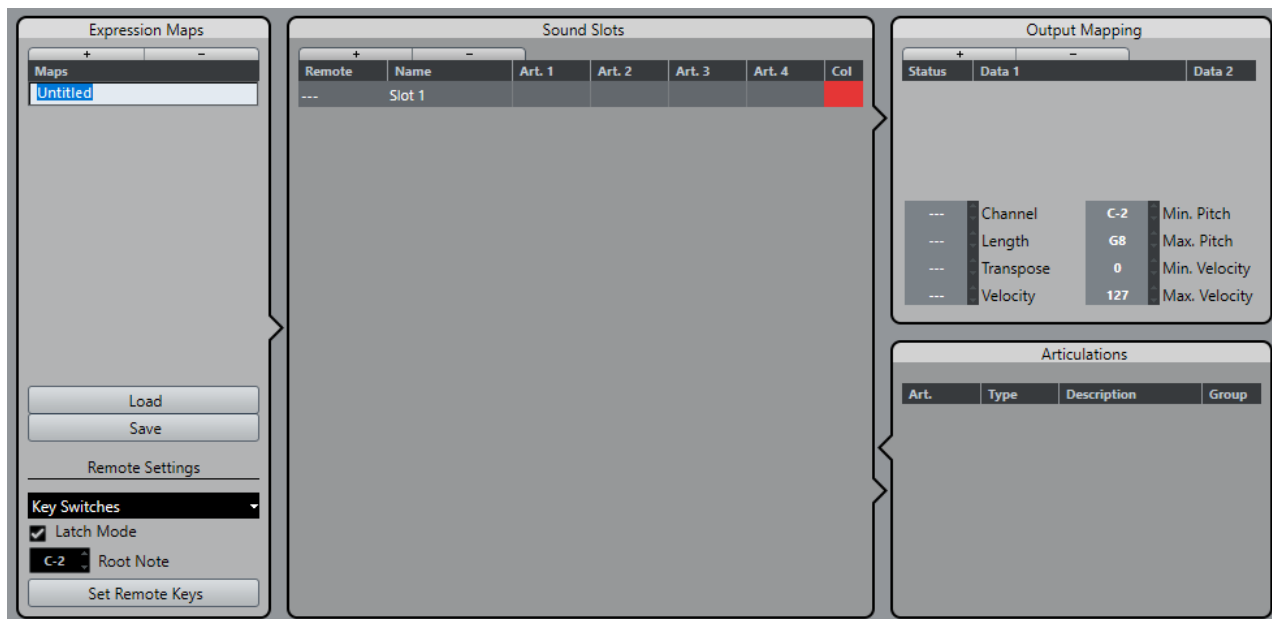 Expression Maps
+ -
Maps
Untitled
Load
Save
Remote Settings
Key Switches
Latch Mode
C-2 Root Note
Set Remote Keys
Sound Slots
+ -
Remote Name Art. 1 Art. 2 Art. 3 Art. 4 Col
--- Slot 1
Output Mapping
+ -
Status Data 1 Data 2
--- Channel C-2 Min. Pitch
--- Length G8 Max. Pitch
--- Transpose 0 Min. Velocity
--- Velocity 127 Max. Velocity
Articulations
Art. Type Description Group